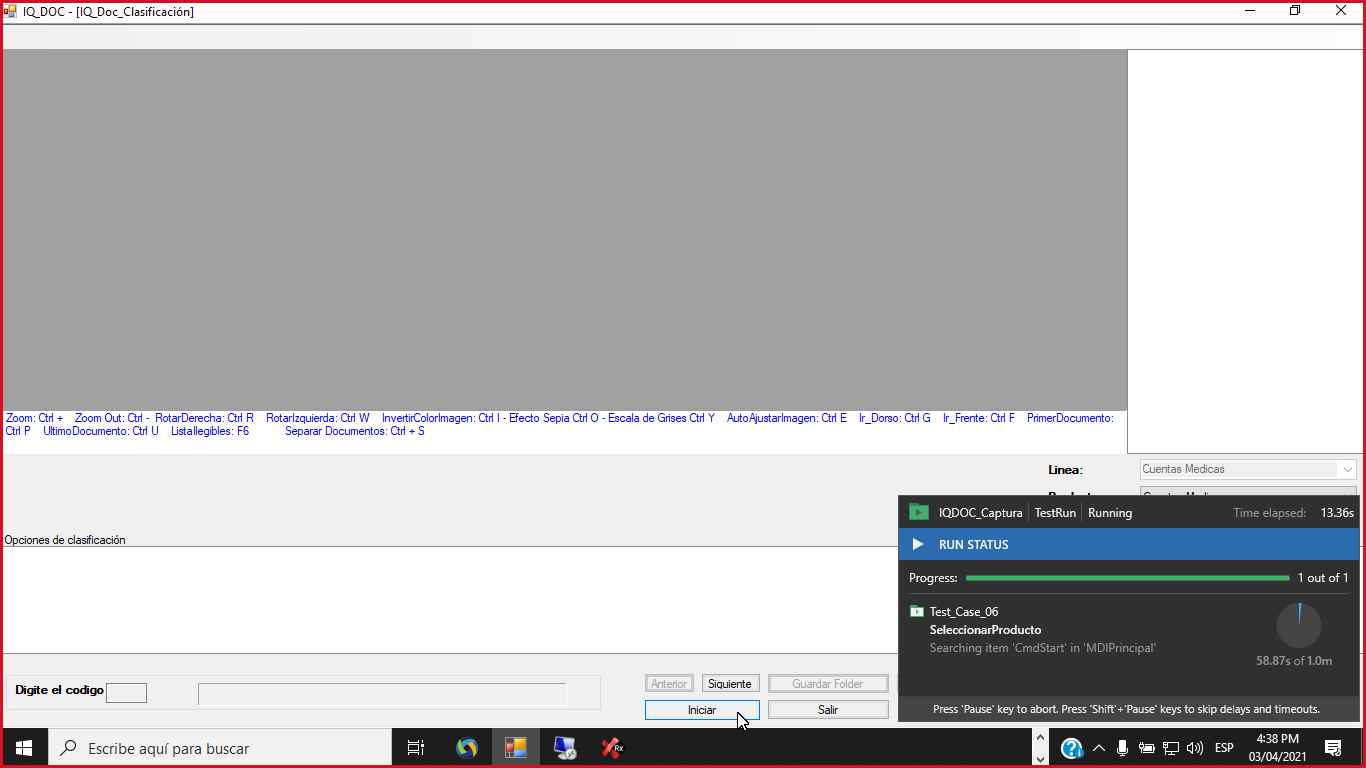 IQ_DOC - [IQ_Doc_Clasificación]
Zoom: Ctrl + Zoom Out: Ctrl - RotarDerecha: Ctrl R RotarIzquierda: Ctrl W InvertirColorImagen: Ctrl I - Efecto Sepia Ctrl O - Escala de Grises Ctrl Y AutoAjustarImagen: Ctrl E Ir_Dorso: Ctrl G Ir_Frente: Ctrl F PrimerDocumento:
Ctrl P UltimoDocumento: Ctrl U ListaIlegibles: F6 Separar Documentos: Ctrl + S
Linea: Cuentas Medicas
IQDOC_Captura TestRun Running Time elapsed: 13.36s
RUN STATUS
Opciones de clasificación
Progress: 1 out of 1
Test_Case_06
SeleccionarProducto
Searching item 'CmdStart' in 'MDIPrincipal'
58.87s of 1.0m
Digite el codigo
Anterior Siguiente Guardar Folder
Iniciar Salir
Press 'Pause' key to abort. Press 'Shift'+'Pause' keys to skip delays and timeouts.
Escribe aquí para buscar
Rx
ESP
4:38 PM
03/04/2021